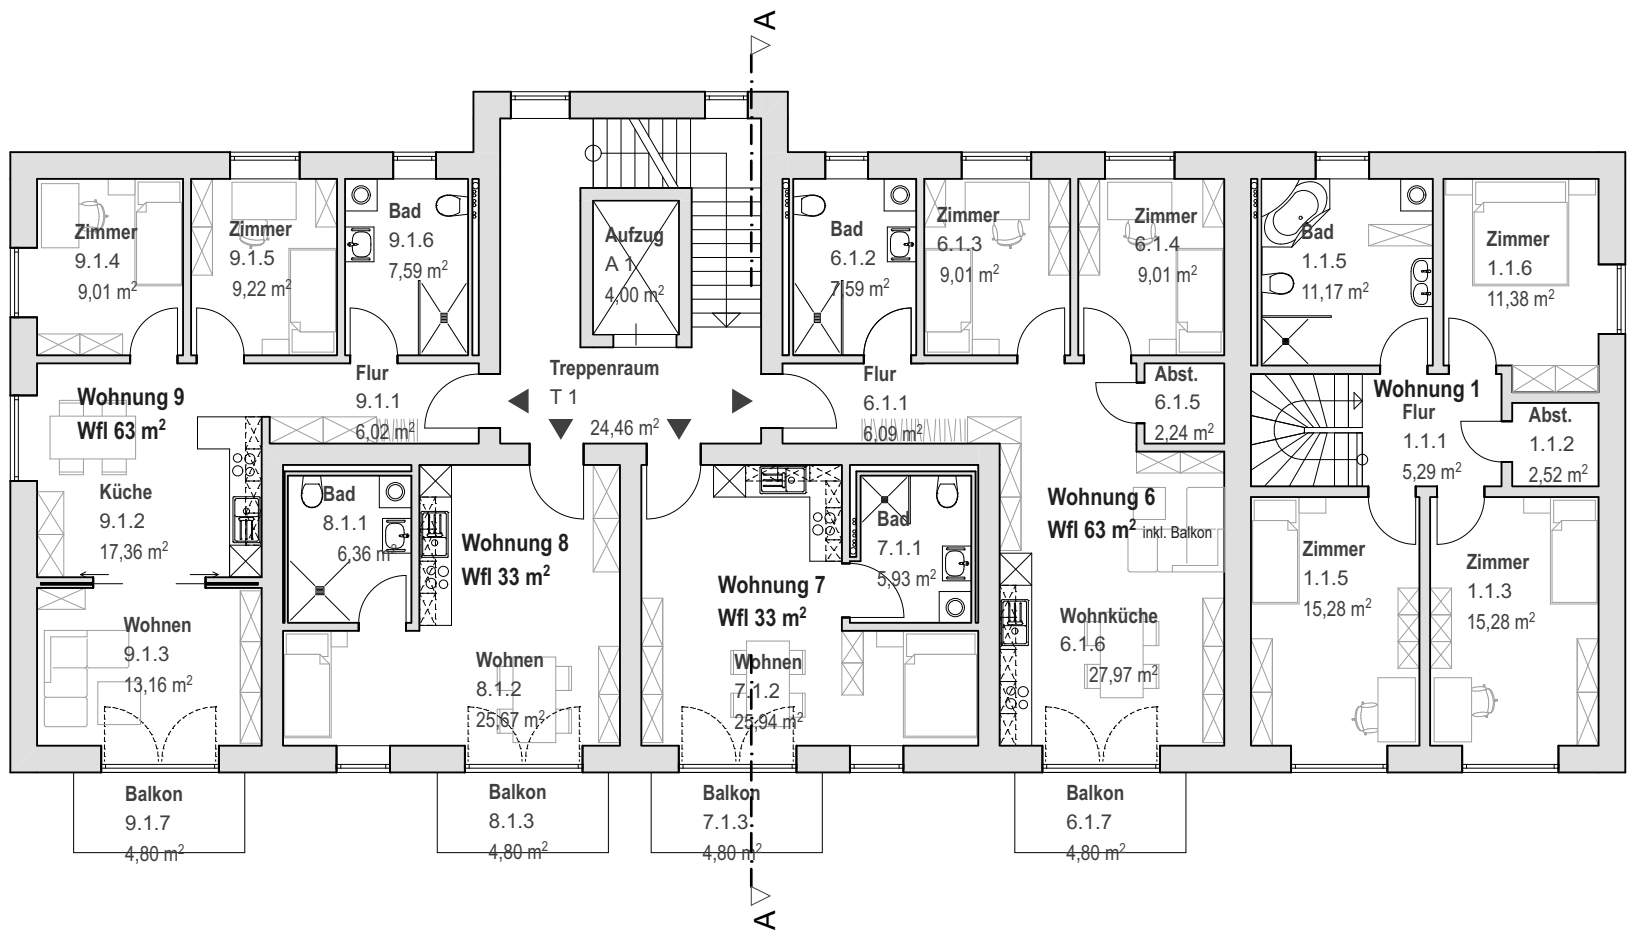 A
Zimmer
9.1.4
9,01 m²
Zimmer
9.1.5
9,22 m²
Bad
9.1.6
7,59 m²
Aufzug
A 1
4,00 m²
Bad
6.1.2
7,59 m²
Zimmer
6.1.3
9,01 m²
Zimmer
6.1.4
9,01 m²
Bad
1.1.5
11,17 m²
Zimmer
1.1.6
11,38 m²
Wohnung 9
Wfl 63 m²
Flur
9.1.1
6,02 m²
Treppenraum
T 1
24,46 m²
Flur
6.1.1
6,09 m²
Abst.
6.1.5
2,24 m²
Wohnung 1
Flur
1.1.1
5,29 m²
Abst.
1.1.2
2,52 m²
Küche
9.1.2
17,36 m²
Bad
8.1.1
6,36 m²
Wohnung 8
Wfl 33 m²
Wohnung 7
Wfl 33 m²
Bad
7.1.1
5,93 m²
Wohnung 6
Wfl 63 m² inkl. Balkon
Zimmer
1.1.5
15,28 m²
Zimmer
1.1.3
15,28 m²
Wohnen
9.1.3
13,16 m²
Wohnen
8.1.2
25,67 m²
Wohnen
7.1.2
25,94 m²
Wohnküche
6.1.6
27,97 m²
Balkon
9.1.7
4,80 m²
Balkon
8.1.3
4,80 m²
Balkon
7.1.3
4,80 m²
Balkon
6.1.7
4,80 m²
A